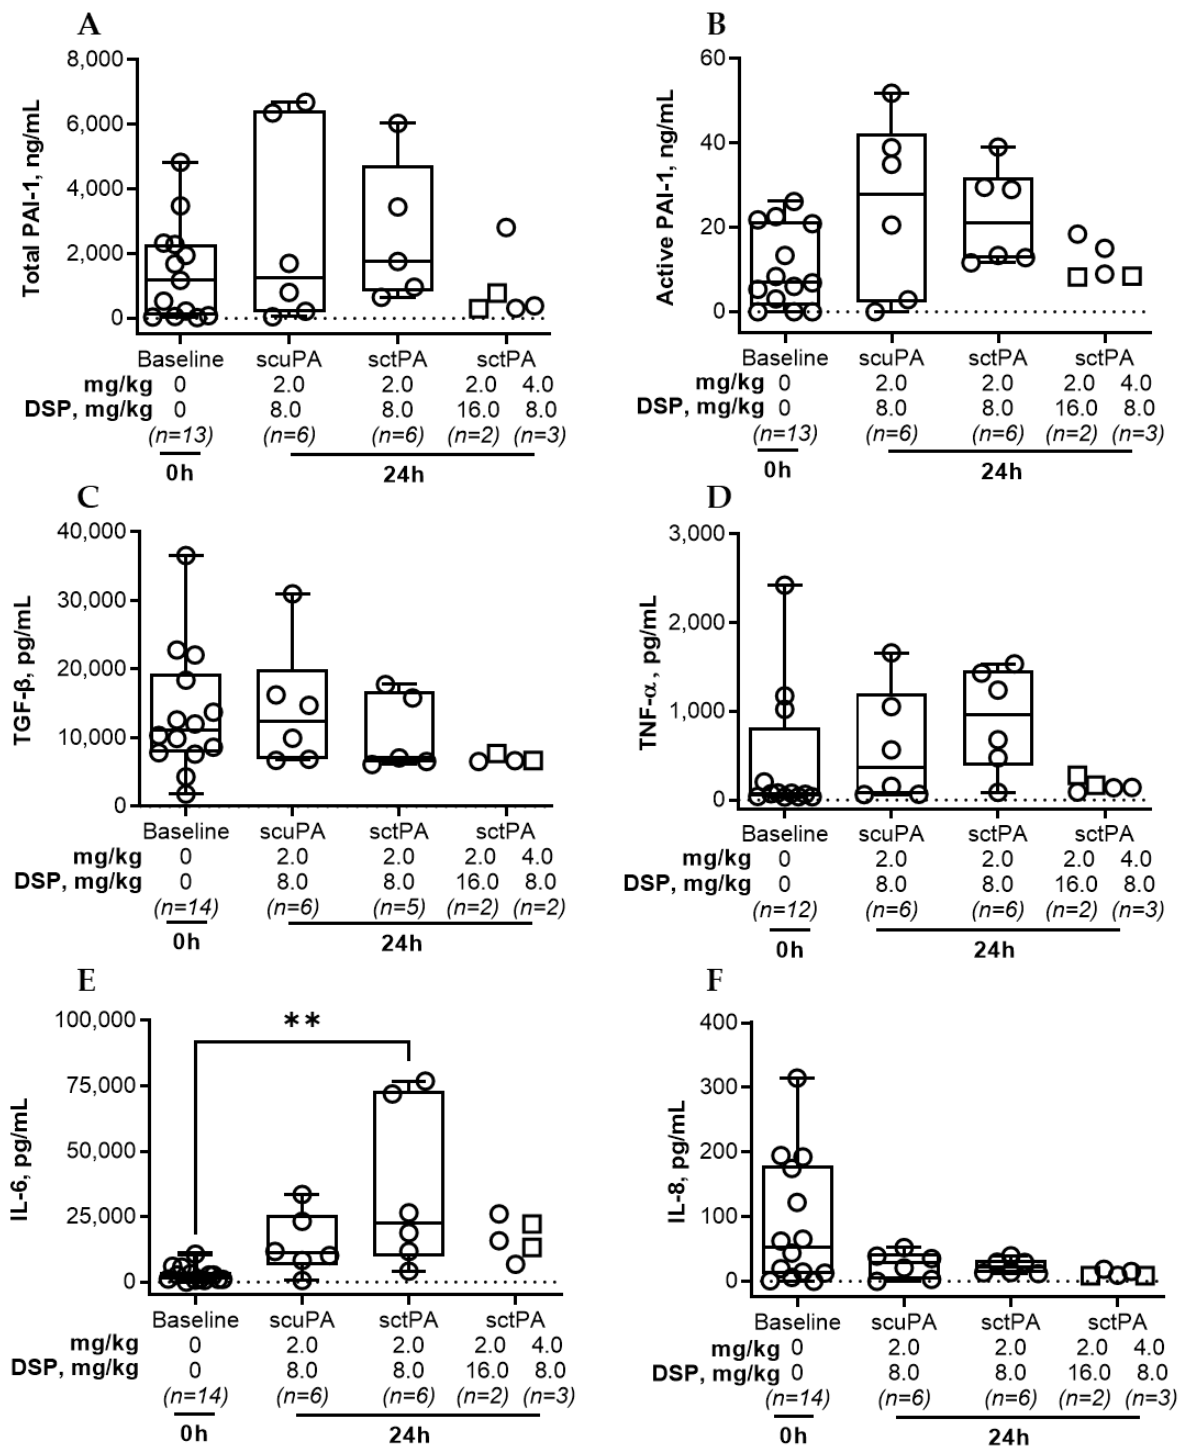 A
Total PAI-1, ng/mL
8,000
6,000
4,000
2,000
0
Baseline scuPA sctPA sctPA
mg/kg 0 2.0 2.0 2.0 4.0
DSP, mg/kg 0 8.0 8.0 16.0 8.0
(n=13) (n=6) (n=6) (n=2) (n=3)
0h 24h
B
Active PAI-1, ng/mL
60
40
20
0
Baseline scuPA sctPA sctPA
mg/kg 0 2.0 2.0 2.0 4.0
DSP, mg/kg 0 8.0 8.0 16.0 8.0
(n=13) (n=6) (n=6) (n=2) (n=3)
0h 24h
C
TGF-β, pg/mL
40,000
30,000
20,000
10,000
0
Baseline scuPA sctPA sctPA
mg/kg 0 2.0 2.0 2.0 4.0
DSP, mg/kg 0 8.0 8.0 16.0 8.0
(n=14) (n=6) (n=5) (n=2) (n=2)
0h 24h
D
TNF-α, pg/mL
3,000
2,000
1,000
0
Baseline scuPA sctPA sctPA
mg/kg 0 2.0 2.0 2.0 4.0
DSP, mg/kg 0 8.0 8.0 16.0 8.0
(n=12) (n=6) (n=6) (n=2) (n=3)
0h 24h
E
IL-6, pg/mL
100,000
75,000
50,000
25,000
0
**
Baseline scuPA sctPA sctPA
mg/kg 0 2.0 2.0 2.0 4.0
DSP, mg/kg 0 8.0 8.0 16.0 8.0
(n=14) (n=6) (n=6) (n=2) (n=3)
0h 24h
F
IL-8, pg/mL
400
300
200
100
0
Baseline scuPA sctPA sctPA
mg/kg 0 2.0 2.0 2.0 4.0
DSP, mg/kg 0 8.0 8.0 16.0 8.0
(n=14) (n=6) (n=6) (n=2) (n=3)
0h 24h